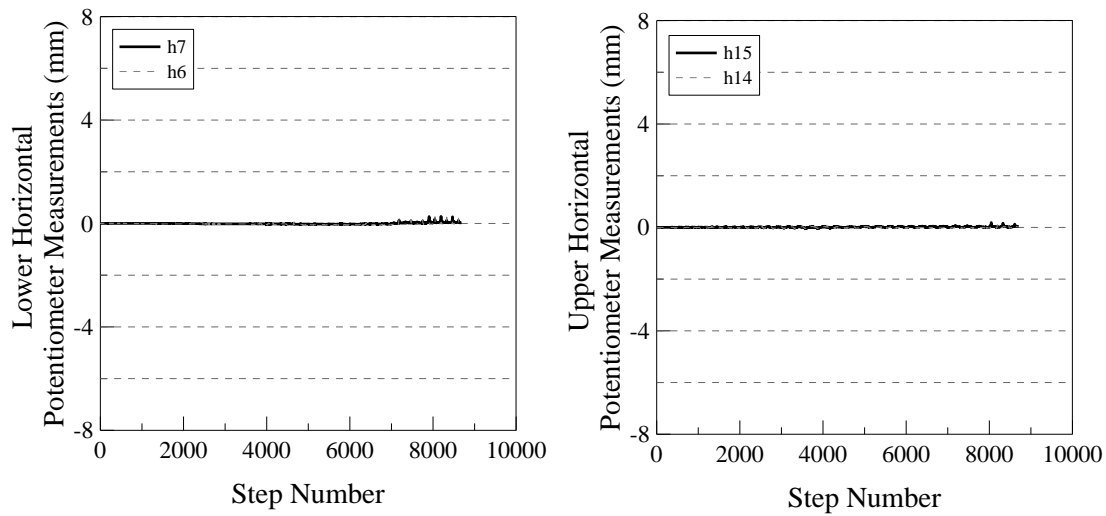 Lower Horizontal
Potentiometer Measurements (mm)
8
4
0
-4
-8
h7
h6
0
2000
4000
6000
8000
10000
Step Number
Upper Horizontal
Potentiometer Measurements (mm)
8
4
0
-4
-8
h15
h14
0
2000
4000
6000
8000
10000
Step Number